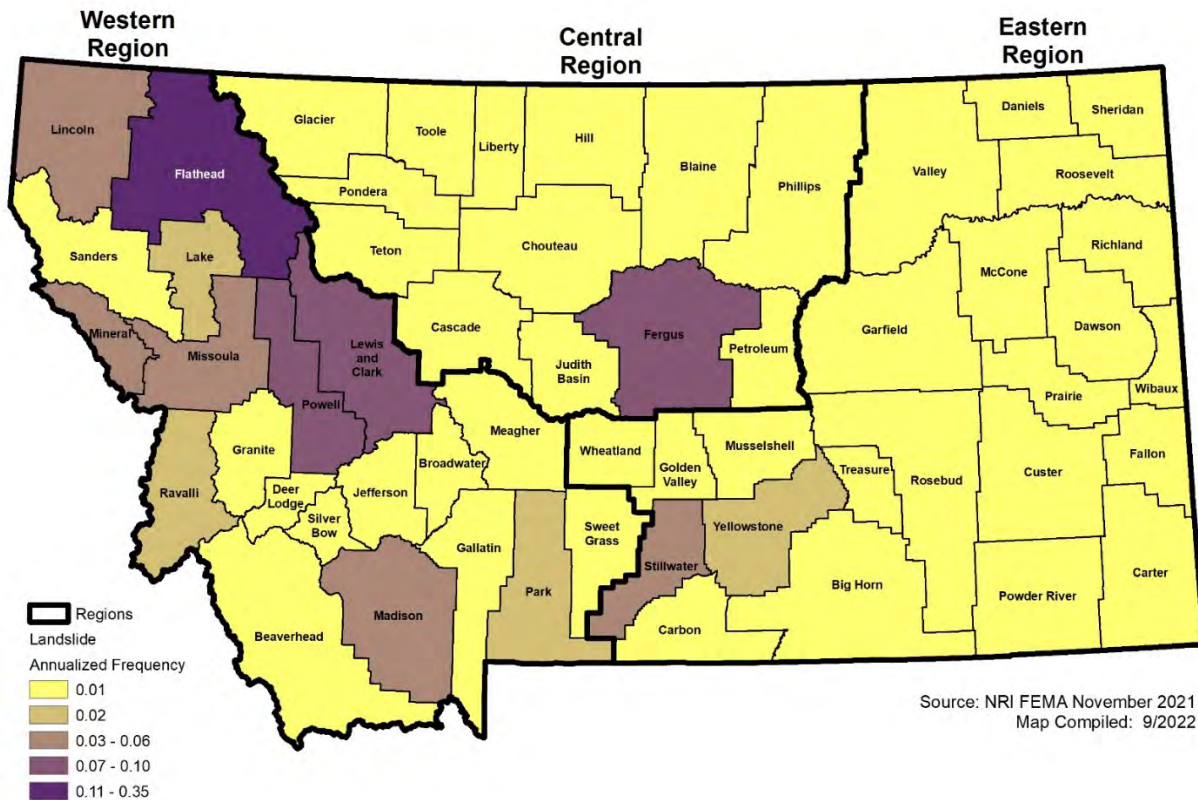 Western
Region
Central
Region
Eastern
Region
Lincoln
Flathead
Glacier
Toole
Liberty
Hill
Blaine
Phillips
Valley
Daniels
Sheridan
Roosevelt
Pondera
Teton
Chouteau
Sanders
Lake
Richland
McCone
Garfield
Dawson
Mineral
Missoula
Lewis
and
Clark
Cascade
Judith
Basin
Fergus
Petroleum
Powell
Prairie
Wibaux
Granite
Meagher
Broadwater
Wheatland
Golden
Valley
Musselshell
Treasure
Rosebud
Custer
Fallon
Ravalli
Deer
Lodge
Silver
Bow
Jefferson
Gallatin
Park
Sweet
Grass
Stillwater
Yellowstone
Big Horn
Powder River
Carter
Beaverhead
Madison
Carbon
Regions
Landslide
Annualized Frequency
0.01
0.02
0.03 - 0.06
0.07 - 0.10
0.11 - 0.35
Source: NRI FEMA November 2021
Map Compiled: 9/2022